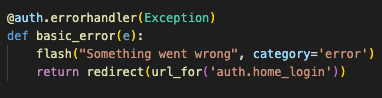 @auth.errorhandler(Exception)
def basic_error(e):
    flash("Something went wrong", category='error')
    return redirect(url_for('auth.home_login'))